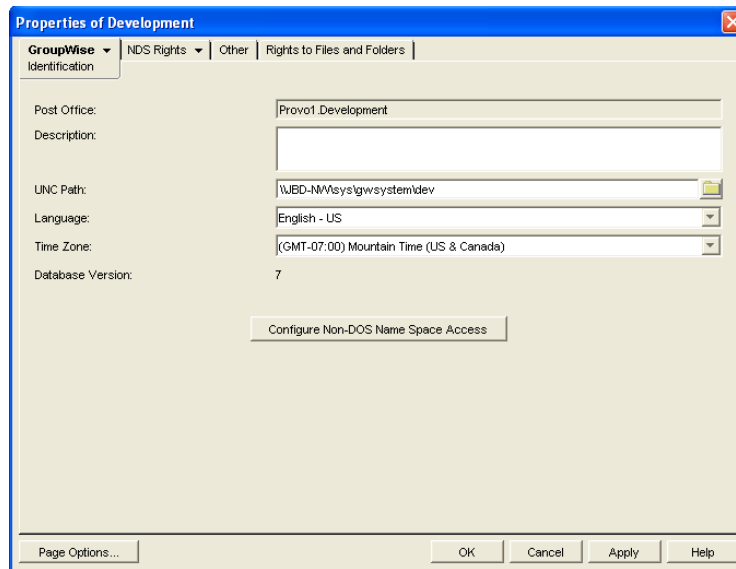 Properties of Development
GroupWise NDS Rights Other Rights to Files and Folders
Identification
Post Office: Provo1.Development
Description:
UNC Path: \\JBD-NW\sys\gwsystem\dev
Language: English - US
Time Zone: (GMT-07:00) Mountain Time (US & Canada)
Database Version: 7
Configure Non-DOS Name Space Access
Page Options... OK Cancel Apply Help